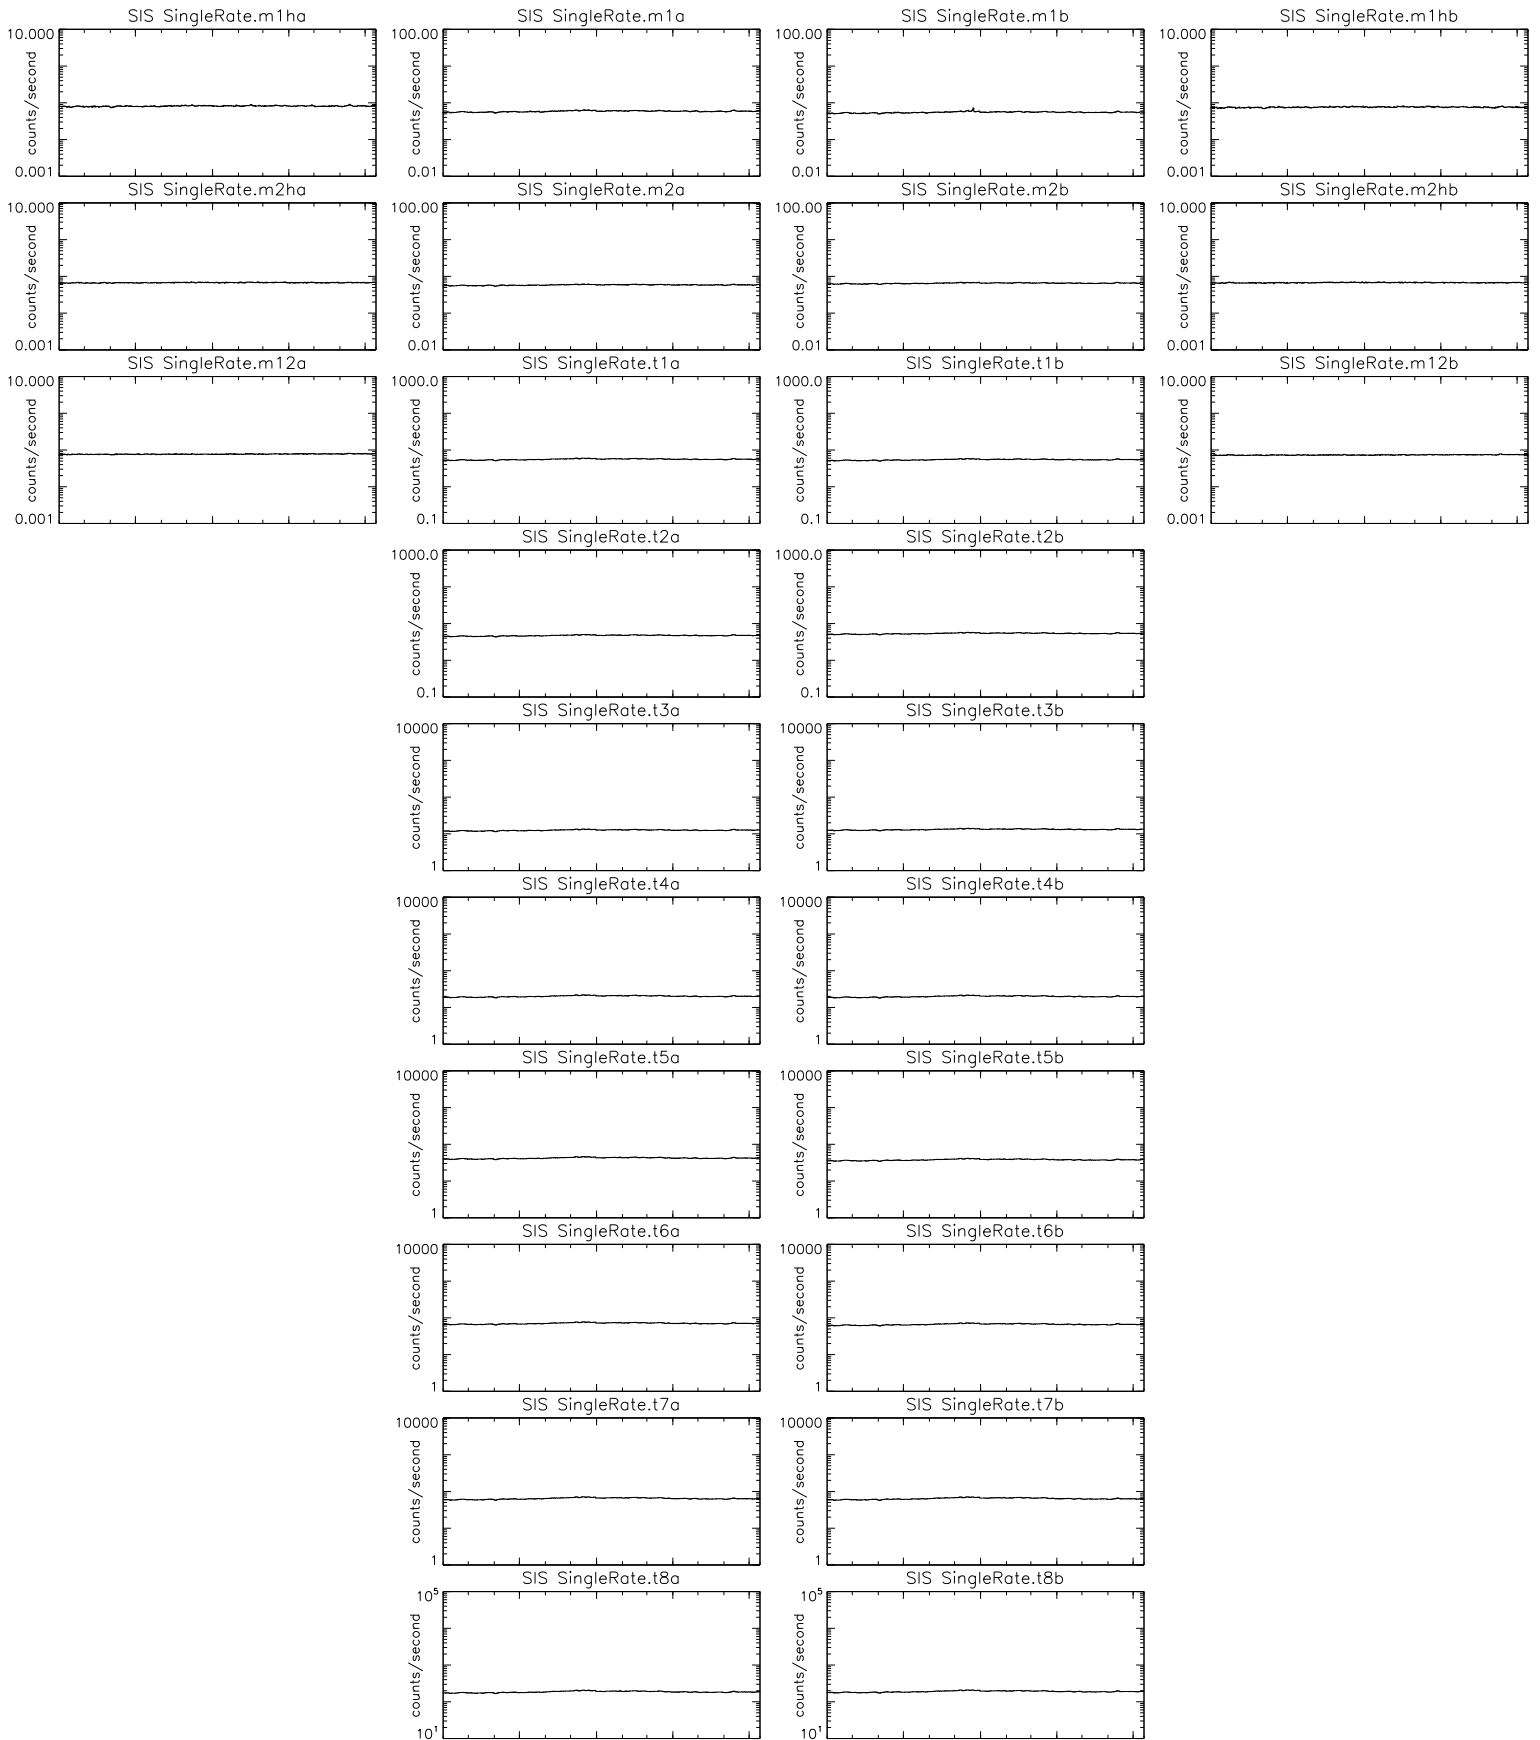 SIS SingleRate.m1ha
10.000
counts/second
0.001
SIS SingleRate.m1a
100.00
counts/second
0.01
SIS SingleRate.m1b
100.00
counts/second
0.01
SIS SingleRate.m1hb
10.000
counts/second
0.001
SIS SingleRate.m2ha
10.000
counts/second
0.001
SIS SingleRate.m2a
100.00
counts/second
0.01
SIS SingleRate.m2b
100.00
counts/second
0.01
SIS SingleRate.m2hb
10.000
counts/second
0.001
SIS SingleRate.m12a
10.000
counts/second
0.001
SIS SingleRate.t1a
1000.0
counts/second
0.1
SIS SingleRate.t1b
1000.0
counts/second
0.1
SIS SingleRate.m12b
10.000
counts/second
0.001
SIS SingleRate.t2a
1000.0
counts/second
0.1
SIS SingleRate.t2b
1000.0
counts/second
0.1
SIS SingleRate.t3a
10000
counts/second
1
SIS SingleRate.t3b
10000
counts/second
1
SIS SingleRate.t4a
10000
counts/second
1
SIS SingleRate.t4b
10000
counts/second
1
SIS SingleRate.t5a
10000
counts/second
1
SIS SingleRate.t5b
10000
counts/second
1
SIS SingleRate.t6a
10000
counts/second
1
SIS SingleRate.t6b
10000
counts/second
1
SIS SingleRate.t7a
10000
counts/second
1
SIS SingleRate.t7b
10000
counts/second
1
SIS SingleRate.t8a
10⁵
counts/second
10¹
SIS SingleRate.t8b
10⁵
counts/second
10¹